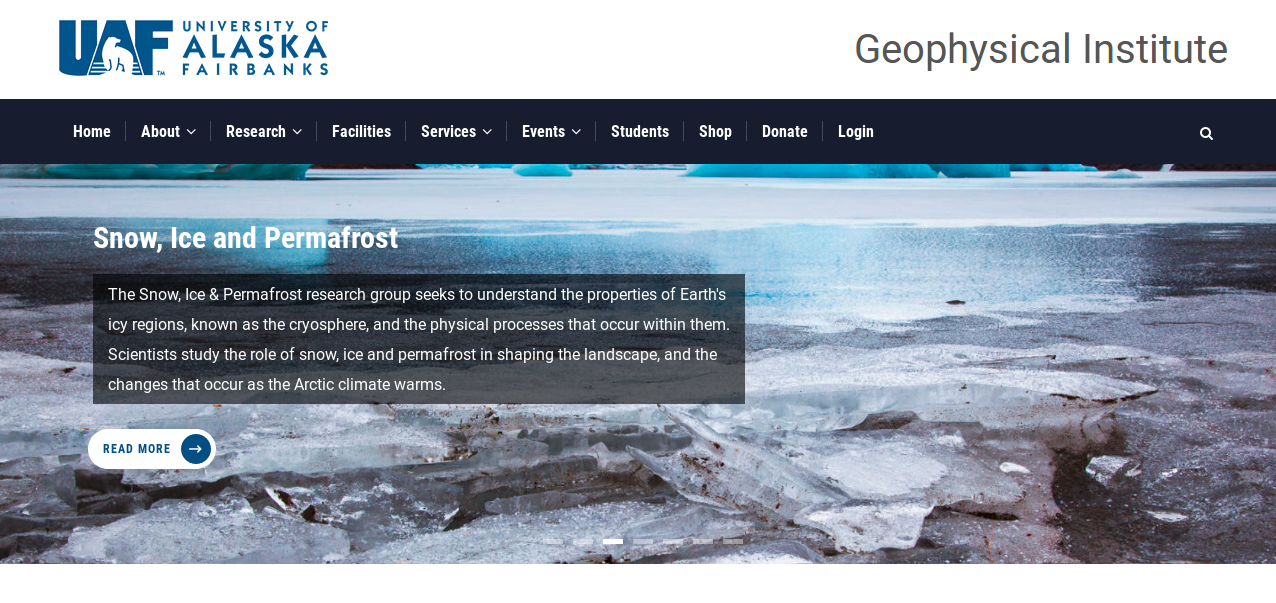 UAF
TM
UNIVERSITY OF
ALASKA
FAIRBANKS
Geophysical Institute
Home About Research Facilities Services Events Students Shop Donate Login
Snow, Ice and Permafrost
The Snow, Ice & Permafrost research group seeks to understand the properties of Earth's
icy regions, known as the cryosphere, and the physical processes that occur within them.
Scientists study the role of snow, ice and permafrost in shaping the landscape, and the
changes that occur as the Arctic climate warms.
READ MORE